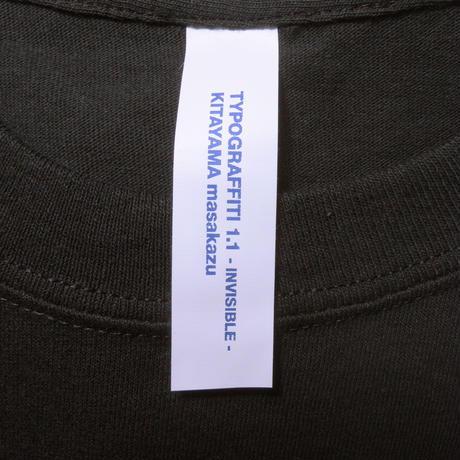 TYPOGRAFFITI 1.1 - INVISIBLE -
KITAYAMA masakazu